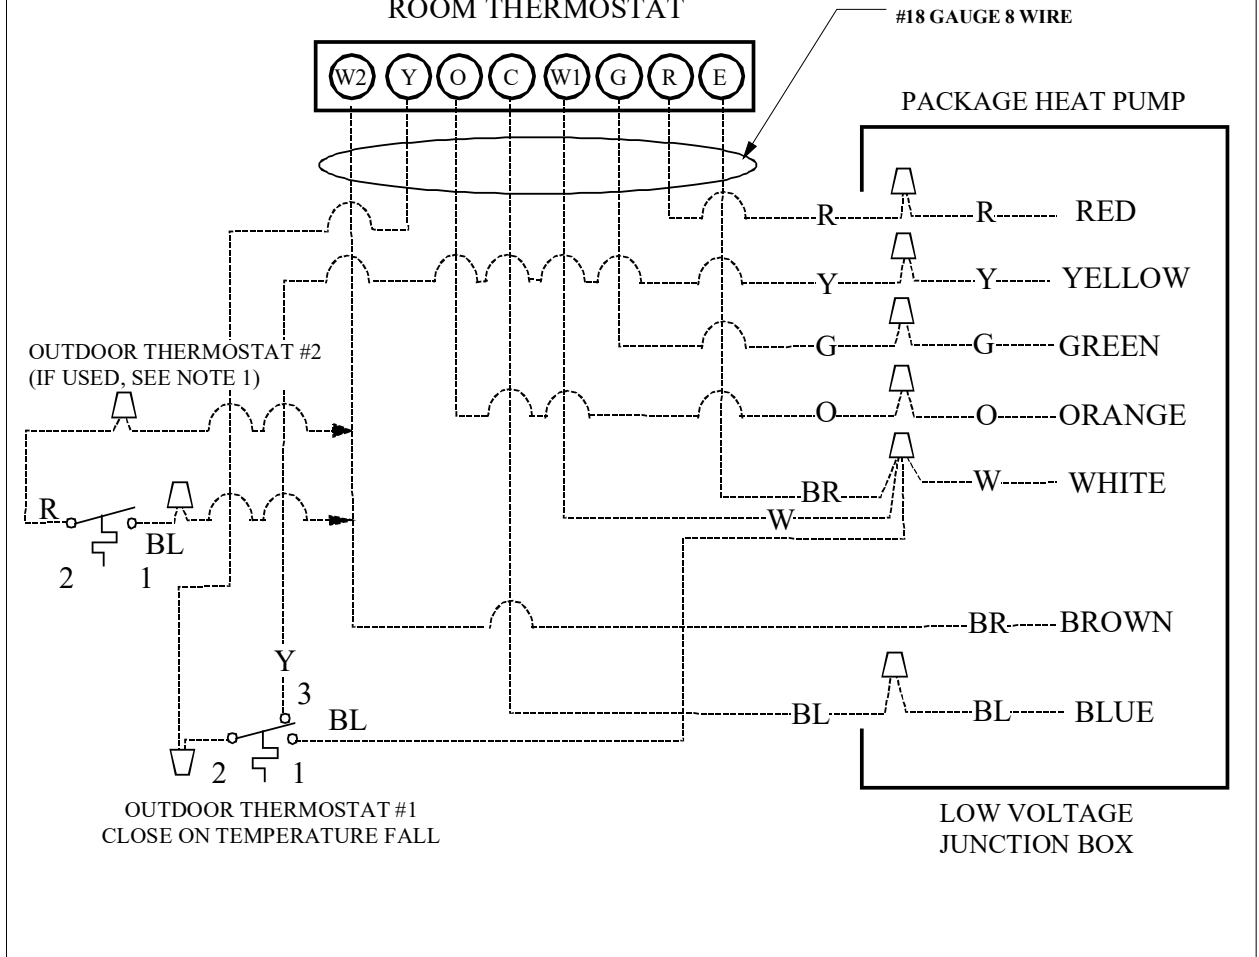 ROOM THERMOSTAT
#18 GAUGE 8 WIRE
W2 Y O C W1 G R E
PACKAGE HEAT PUMP
R R RED
Y Y YELLOW
G G GREEN
OUTDOOR THERMOSTAT #2
(IF USED, SEE NOTE 1)
O O ORANGE
BR W WHITE
W
R
BL
2 1
BR BROWN
Y
3
BL
BL BL BLUE
2 1
OUTDOOR THERMOSTAT #1
CLOSE ON TEMPERATURE FALL
LOW VOLTAGE
JUNCTION BOX